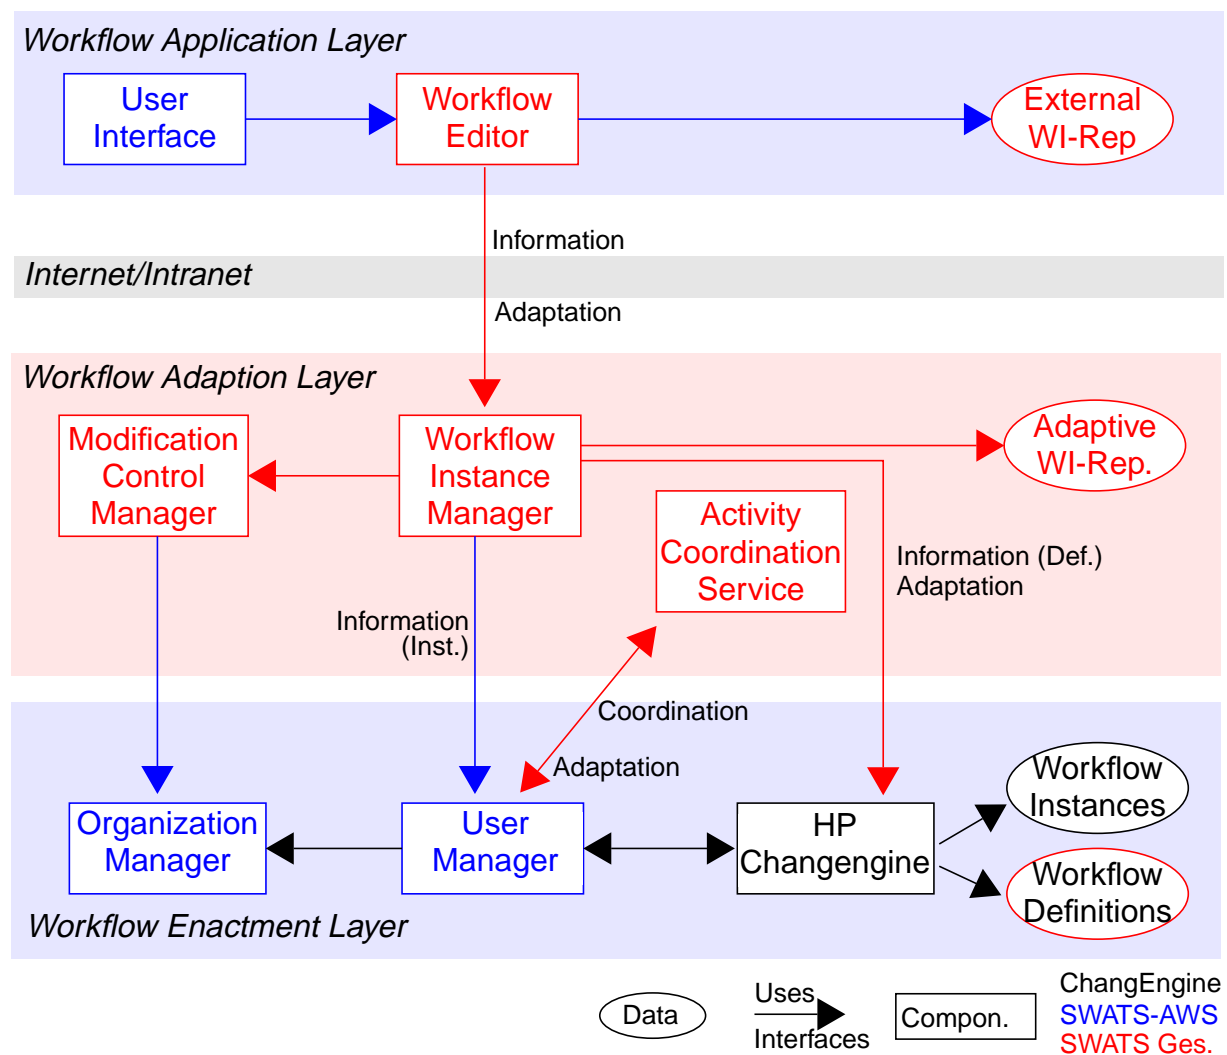 Workflow Application Layer
User
Interface
Workflow
Editor
External
WI-Rep
Information
Internet/Intranet
Adaptation
Workflow Adaption Layer
Modification
Control
Manager
Workflow
Instance
Manager
Adaptive
WI-Rep.
Activity
Coordination
Service
Information (Def.)
Adaptation
Information
(Inst.)
Coordination
Adaptation
Organization
Manager
User
Manager
HP
Changengine
Workflow
Instances
Workflow
Definitions
Workflow Enactment Layer
Data
Uses
Interfaces
Compon.
ChangEngine
SWATS-AWS
SWATS Ges.